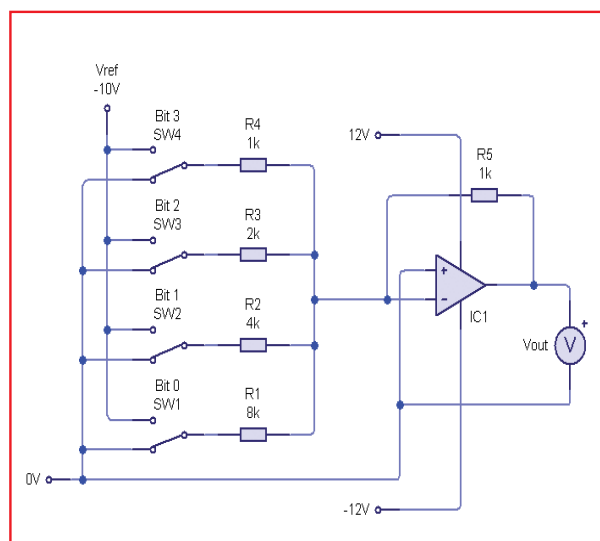 Vref
-10V
Bit 3
SW4
R4
1k
12V
R5
1k
Bit 2
SW3
R3
2k
+
-
IC1
Bit 1
SW2
R2
4k
+
V
Vout
Bit 0
SW1
R1
8k
0V
-12V